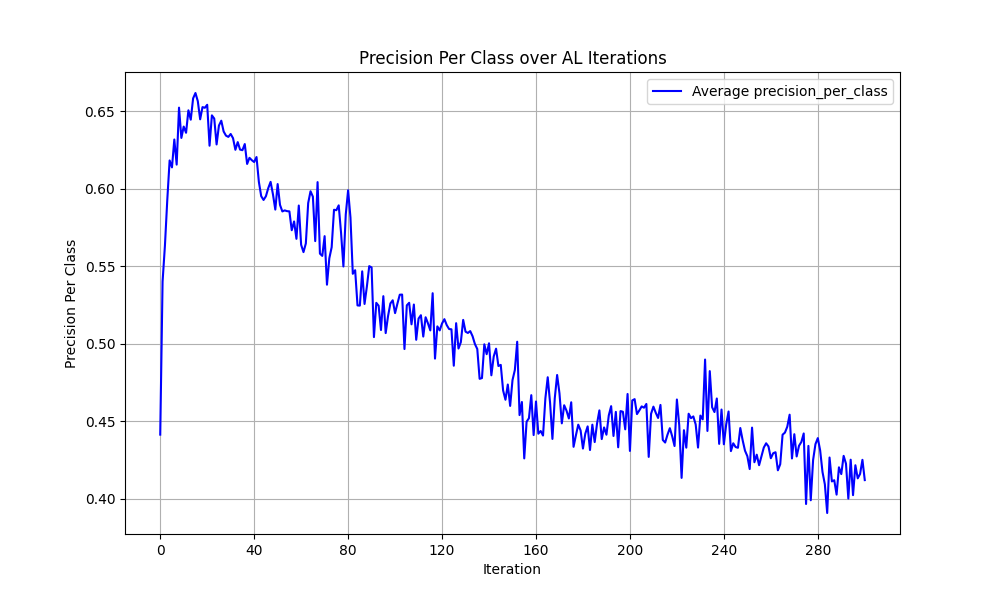 Precision Per Class over AL Iterations
Average precision_per_class
Precision Per Class
0.65
0.60
0.55
0.50
0.45
0.40
0 40 80 120 160 200 240 280
Iteration